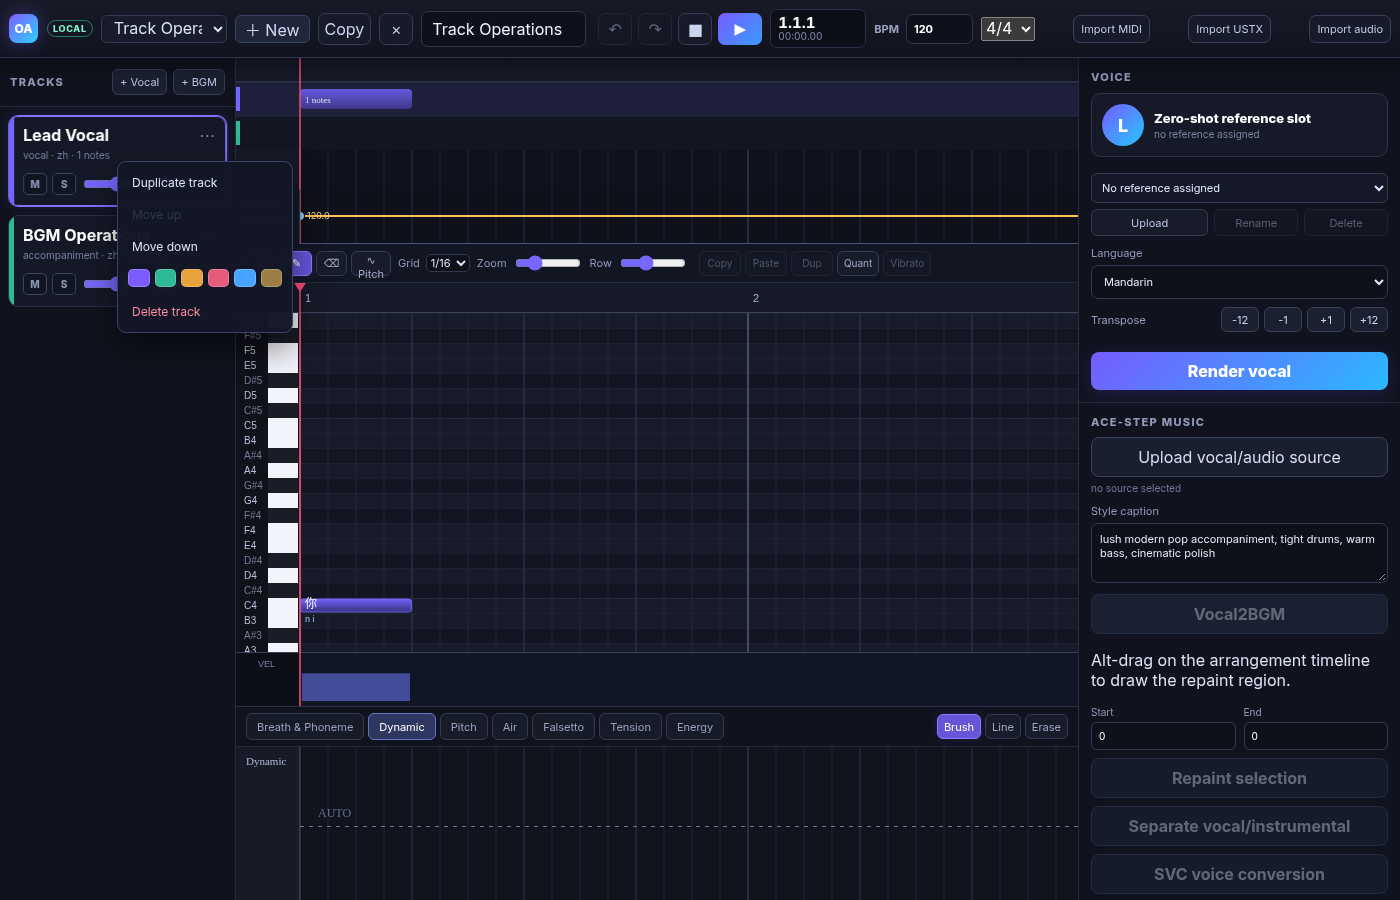 OA LOCAL Track Opera + New Copy × Track Operations 1.1.1 BPM 120 4/4 Import MIDI Import USTX Import audio
00:00.00
TRACKS + Vocal + BGM
Lead Vocal ...
vocal · zh · 1 notes
M S
Duplicate track
Move up
Move down
Delete track
BGM Operat
accompaniment · zh
M S
1 notes
120.0
Pitch Grid 1/16 Zoom Row Copy Paste Dup Quant Vibrato
1 2
F#5
F5
E5
D#5
D5
C#5
C5
B4
A#4
A4
G#4
G4
F#4
F4
E4
D#4
D4
C#4
C4 你
B3 n i
A#3
A3
VEL
Breath & Phoneme Dynamic Pitch Air Falsetto Tension Energy Brush Line Erase
Dynamic
AUTO
VOICE
L Zero-shot reference slot
no reference assigned
No reference assigned
Upload Rename Delete
Language
Mandarin
Transpose -12 -1 +1 +12
Render vocal
ACE-STEP MUSIC
Upload vocal/audio source
no source selected
Style caption
lush modern pop accompaniment, tight drums, warm
bass, cinematic polish
Vocal2BGM
Alt-drag on the arrangement timeline
to draw the repaint region.
Start End
0 0
Repaint selection
Separate vocal/instrumental
SVC voice conversion